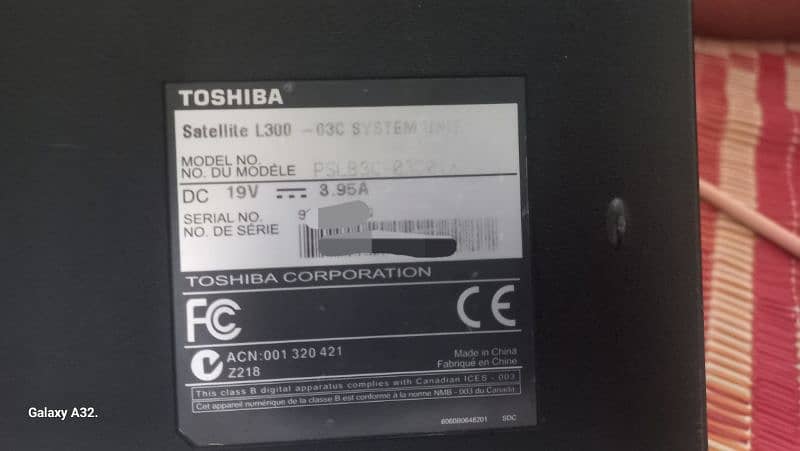 TOSHIBA
Satellite L300 -03C SYSTEM UNIT
MODEL NO.
NO. DU MODÈLE
DC 19V 3.95A
SERIAL NO. 9
NO. DE SÉRIE
TOSHIBA CORPORATION
FC CE
ACN:001 320 421
Z218
Made in China
Fabriqué en Chine
This class B digital apparatus complies with Canadian ICES - 003
Cet appareil numérique de la classe B est conformé à la norme NMB - 003 du Canada
6060B0648201 SDC
Galaxy A32.